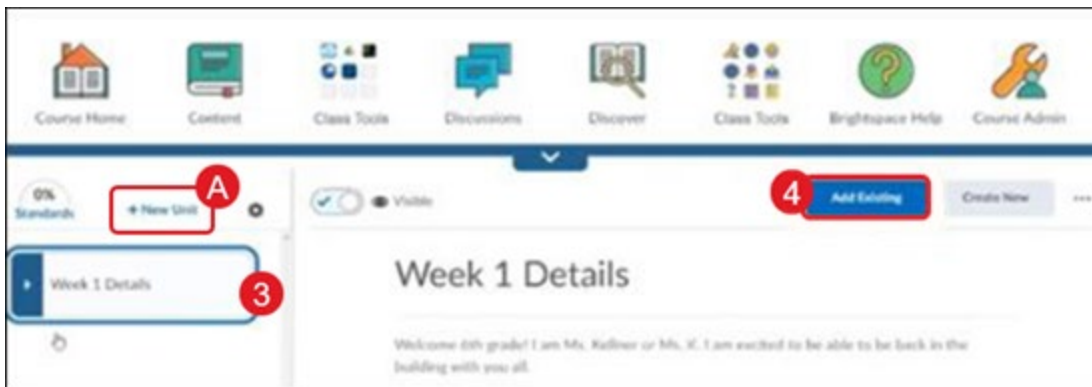 Course Home Content Class Tools Discussions Discover Class Tools Brightspace Help Course Admin
0%
Standards
+ New Unit
A
Visible
4
Add Existing
Create New
...
Week 1 Details
3
Week 1 Details
Welcome 6th grade! I am Ms. Kellner or Ms. K. I am excited to be able to be back in the
building with you all.